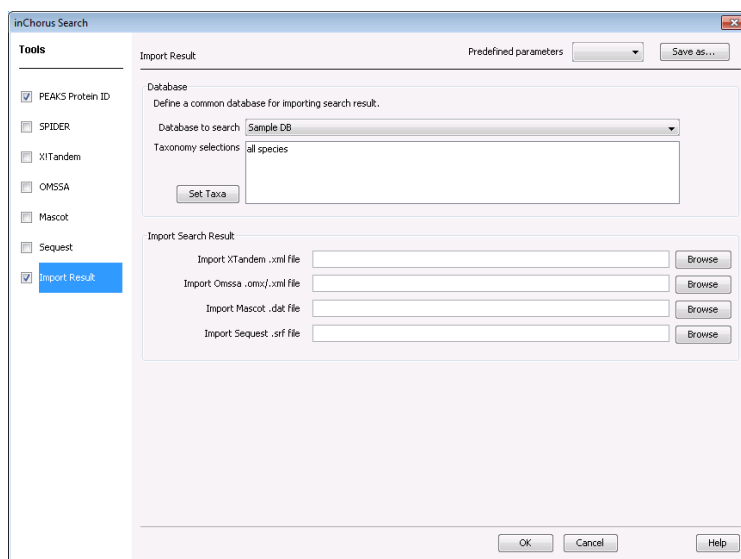 inChorus Search
Tools
Import Result
Predefined parameters
Save as...
PEAKS Protein ID
SPIDER
X!Tandem
OMSSA
Mascot
Sequest
Import Result
Database
Define a common database for importing search result.
Database to search Sample DB
Taxonomy selections all species
Set Taxa
Import Search Result
Import XTandem .xml file Browse
Import Omssa .omx/.xml file Browse
Import Mascot .dat file Browse
Import Sequest .srf file Browse
OK Cancel Help